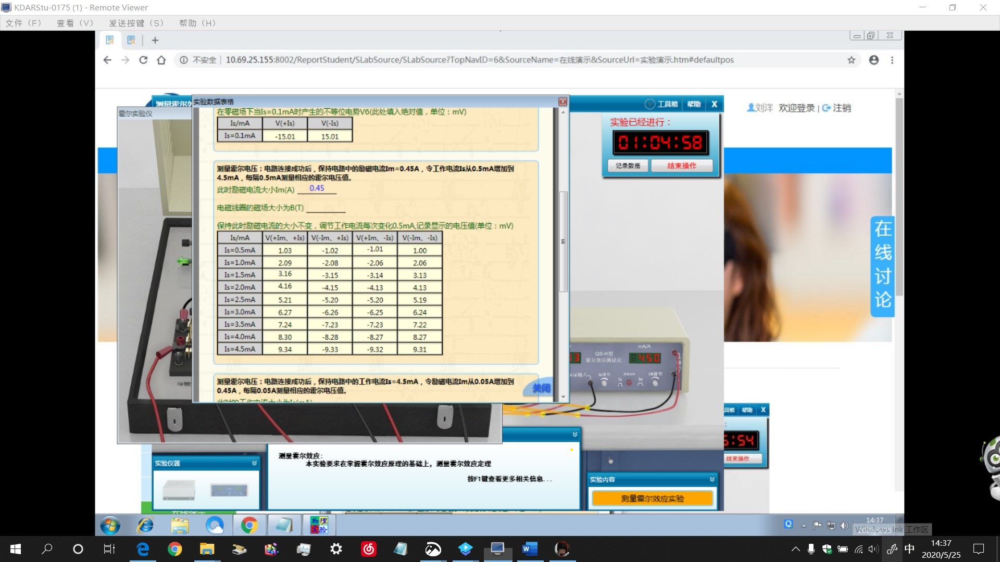 KDARStu-0175 (1) - Remote Viewer
文件（F） 查看（V） 发送按键（S） 帮助（H）
不安全 | 10.69.25.155:8002/ReportStudent/SLabSource/SLabSource?TopNavID=6&SourceName=在线演示&SourceUrl=实验演示.htm#defaultpos
测量霍尔
实验数据表格
工具箱 帮助 X
刘洋 欢迎登录 | 注销
霍尔实验仪
在零磁场下当Is=0.1mA时产生的不等位电势V6(此处填入绝对值，单位：mV)
Is/mA V(+Is) V(-Is)
Is=0.1mA -15.01 15.01
实验已经进行：
01:04:58
记录数据 结束操作
测量霍尔电压：电路连接成功后，保持电路中的励磁电流Im=0.45A，令工作电流Is从0.5mA增加到
4.5mA，每隔0.5mA测量相应的霍尔电压值。
此时励磁电流大小Im(A) 0.45
电磁线圈的磁场大小为B(T)
保持此时励磁电流的大小不变，调节工作电流每次变化0.5mA,记录显示的电压值(单位：mV)
Is/mA V(+Im、+Is) V(-Im、+Is) V(+Im、-Is) V(-Im、-Is)
Is=0.5mA 1.03 -1.02 -1.01 1.00
Is=1.0mA 2.09 -2.08 -2.06 2.06
Is=1.5mA 3.16 -3.15 -3.14 3.13
Is=2.0mA 4.16 -4.15 -4.13 4.13
Is=2.5mA 5.21 -5.20 -5.20 5.19
Is=3.0mA 6.27 -6.26 -6.25 6.24
Is=3.5mA 7.24 -7.23 -7.23 7.22
Is=4.0mA 8.30 -8.28 -8.27 8.27
Is=4.5mA 9.34 -9.33 -9.32 9.31
在
线
讨
论
mA/A
QS-H型
霍尔效应测试仪
450
Is调节
测量霍尔电压：电路连接成功后，保持电路中的工作电流Is=4.5mA，令励磁电流Im从0.05A增加到
0.45A，每隔0.05A测量相应的霍尔电压值。
关闭
帮助 X
5:54
结束操作
测量霍尔效应:
本实验要求在掌握霍尔效应原理的基础上，测量霍尔效应定理
按F1键查看更多相关信息...
实验仪器
实验内容
测量霍尔效应实验
物理
实验
14:37
Windows Ink 工作区
中
14:37
2020/5/25